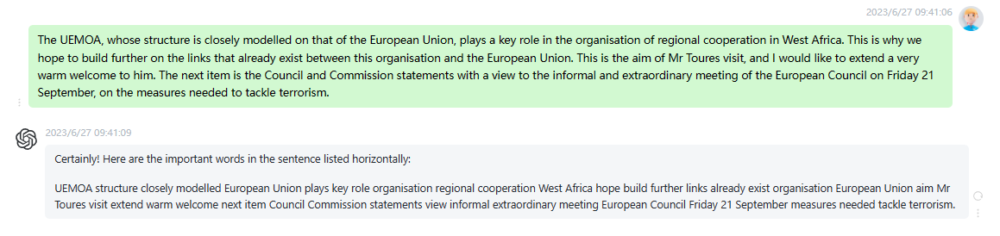 2023/6/27 09:41:06
The UEMOA, whose structure is closely modelled on that of the European Union, plays a key role in the organisation of regional cooperation in West Africa. This is why we
hope to build further on the links that already exist between this organisation and the European Union. This is the aim of Mr Toures visit, and I would like to extend a very
warm welcome to him. The next item is the Council and Commission statements with a view to the informal and extraordinary meeting of the European Council on Friday 21
September, on the measures needed to tackle terrorism.
2023/6/27 09:41:09
Certainly! Here are the important words in the sentence listed horizontally:
UEMOA structure closely modelled European Union plays key role organisation regional cooperation West Africa hope build further links already exist organisation European Union aim Mr
Toures visit extend warm welcome next item Council Commission statements view informal extraordinary meeting European Council Friday 21 September measures needed tackle terrorism.